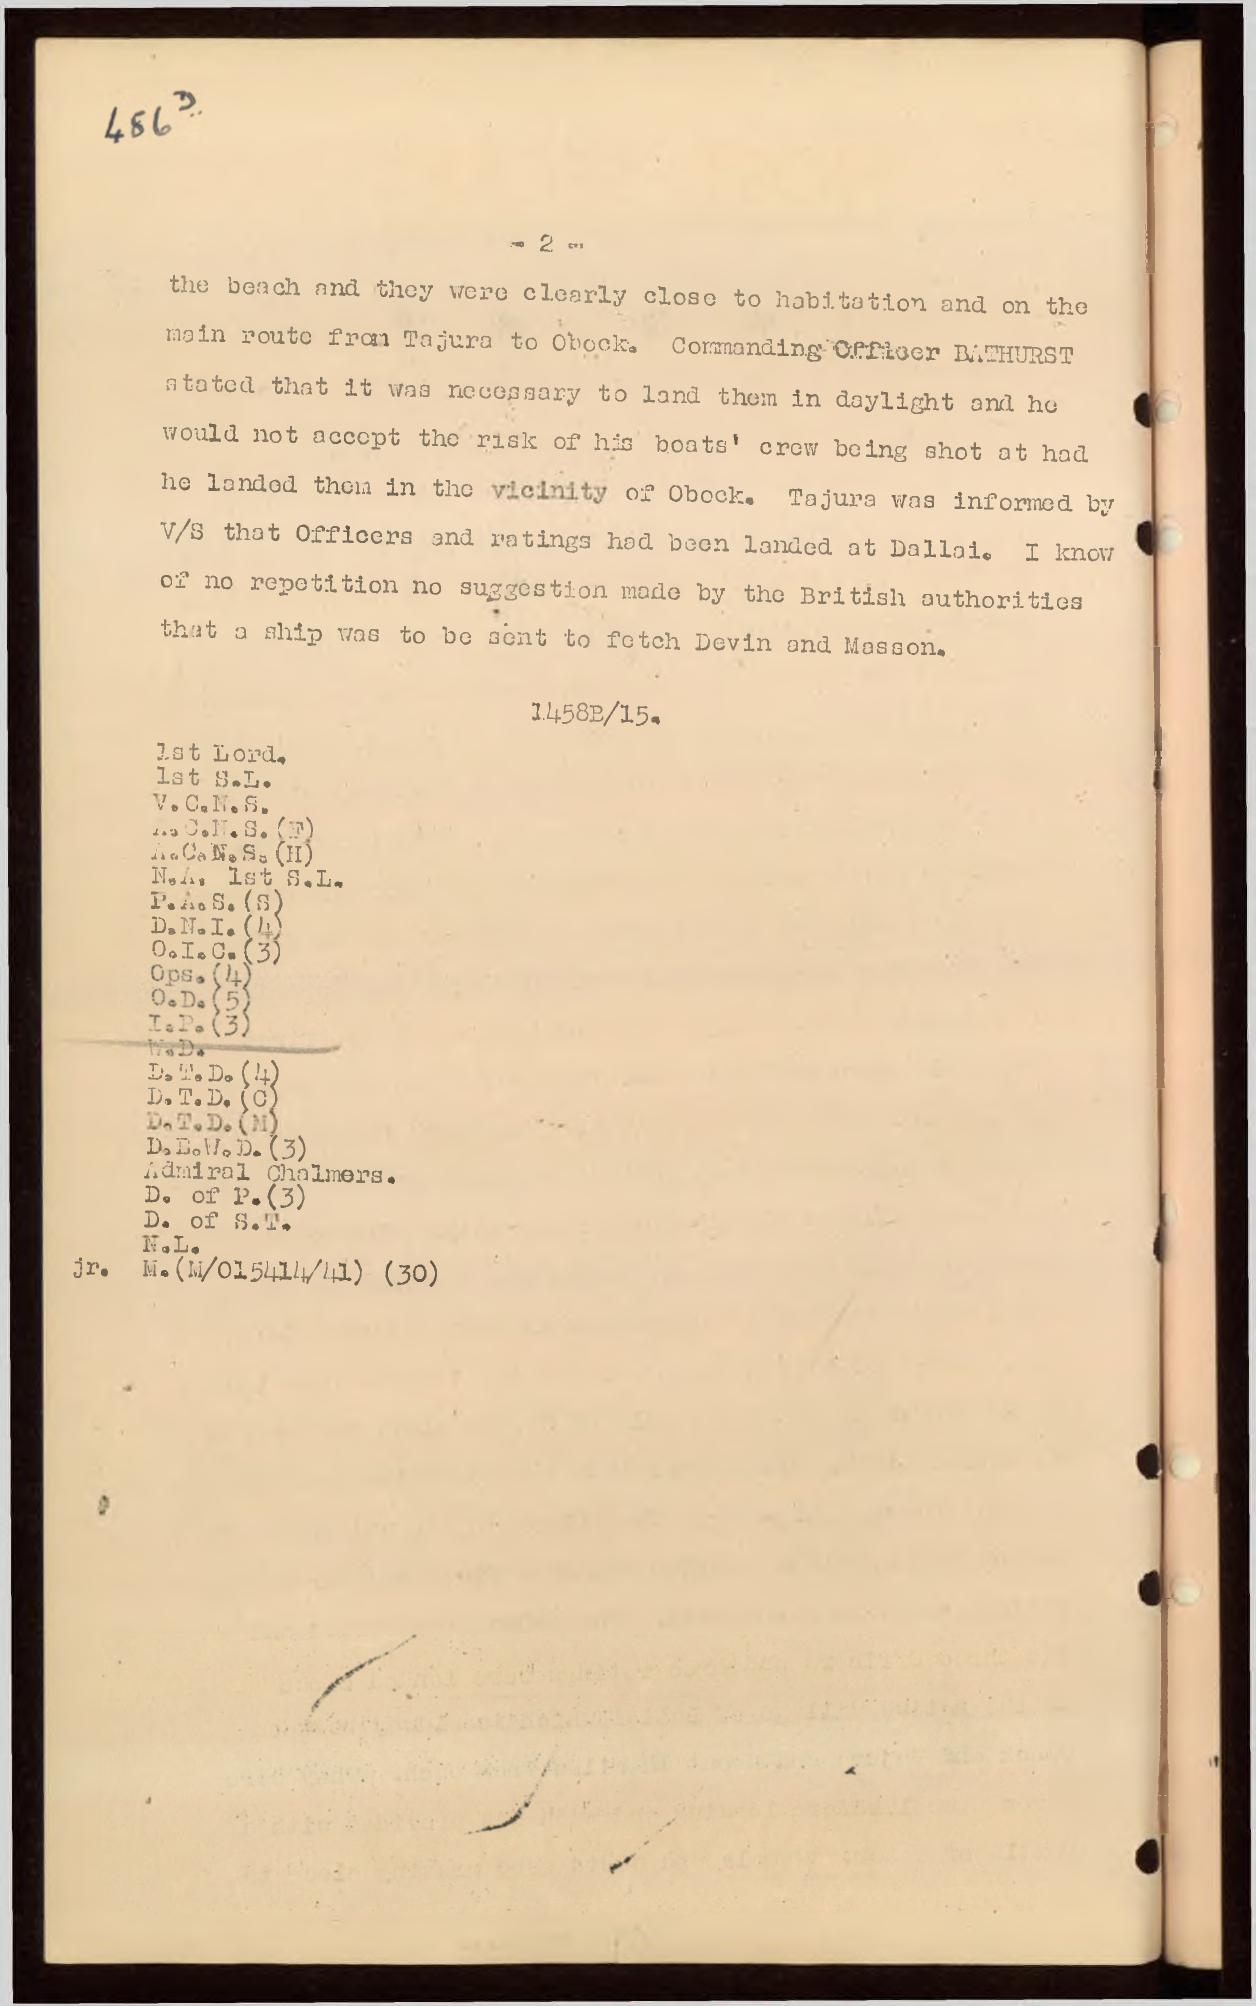 486 D
- 2 -
the beach and they were clearly close to habitation and on the
main route from Tajura to Obock. Commanding Officer BATHURST
stated that it was necessary to land them in daylight and he
would not accept the risk of his boats' crew being shot at had
he landed them in the vicinity of Obock. Tajura was informed by
V/S that Officers and ratings had been landed at Dallai. I know
of no repetition no suggestion made by the British authorities
that a ship was to be sent to fetch Devin and Masson.
1458B/15.
1st Lord.
1st S.L.
V.C.N.S.
A.C.N.S.(F)
A.C.N.S.(H)
N.A. 1st S.L.
P.A.S.(S)
D.N.I.(4)
O.I.C.(3)
Ops.(4)
O.D.(5)
I.P.(3)
W.D.
D.T.D.(4)
D.T.D.(C)
D.T.D.(M)
D.E.W.D.(3)
Admiral Chalmers.
D. of P.(3)
D. of S.T.
N.L.
jr. M.(M/015414/41) (30)